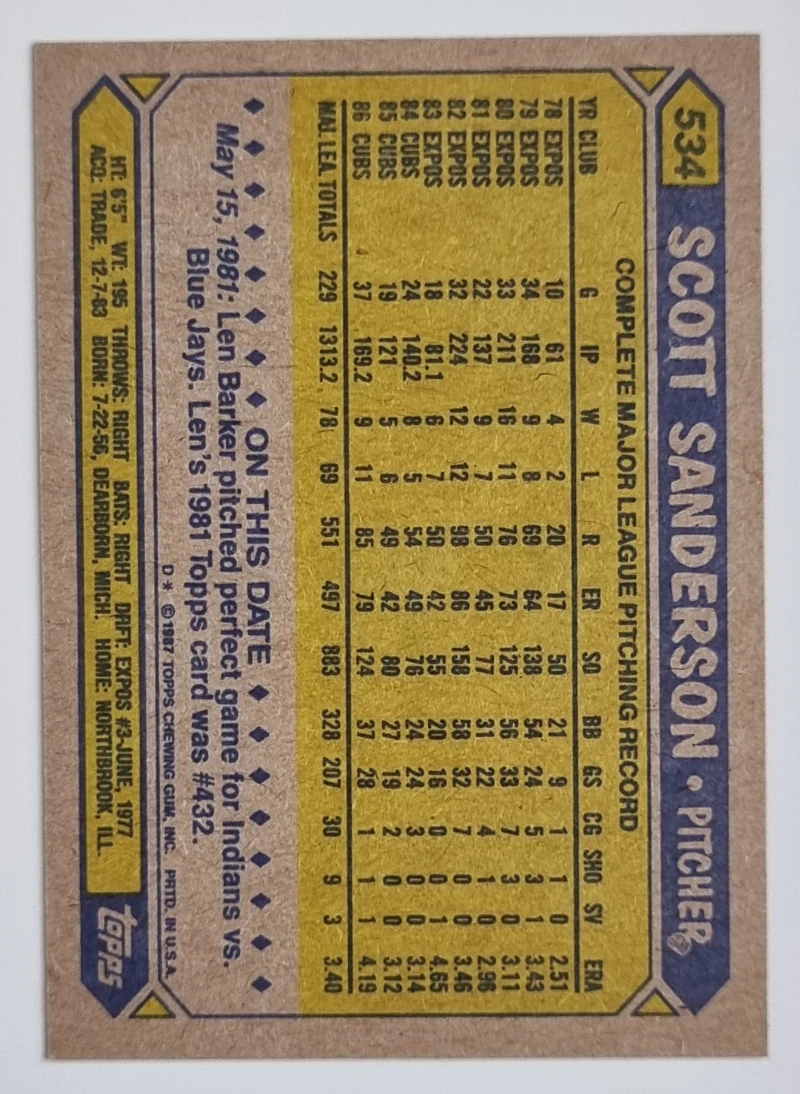 534 SCOTT SANDERSON • PITCHER
COMPLETE MAJOR LEAGUE PITCHING RECORD
YR CLUB G IP W L R ER SO BB GS CG SHO SV ERA
78 EXPOS 10 61 4 2 20 17 50 21 9 1 1 0 2.51
79 EXPOS 34 168 9 8 69 64 138 54 24 5 3 1 3.43
80 EXPOS 33 211 16 11 76 73 125 56 33 7 3 0 3.11
81 EXPOS 22 137 9 7 50 45 77 31 22 4 1 0 2.96
82 EXPOS 32 224 12 12 98 86 158 58 32 7 0 0 3.46
83 EXPOS 18 81.1 6 7 50 42 55 20 16 0 0 1 4.65
84 CUBS 24 140.2 8 5 54 49 76 24 24 3 0 0 3.14
85 CUBS 19 121 5 6 49 42 80 27 19 2 0 0 3.12
86 CUBS 37 169.2 9 11 85 79 124 37 28 1 1 1 4.19
MAJ. LEA. TOTALS 229 1313.2 78 69 551 497 883 328 207 30 9 3 3.40
ON THIS DATE
May 15, 1981: Len Barker pitched perfect game for Indians vs.
Blue Jays. Len's 1981 Topps card was #432.
D* © 1987 TOPPS CHEWING GUM, INC. PRTD. IN U.S.A.
HT: 6'5" WT: 195 THROWS: RIGHT BATS: RIGHT DRFT: EXPOS #3-JUNE, 1977
ACQ: TRADE, 12-7-83 BORN: 7-22-56, DEARBORN, MICH. HOME: NORTHBROOK, ILL.
topps